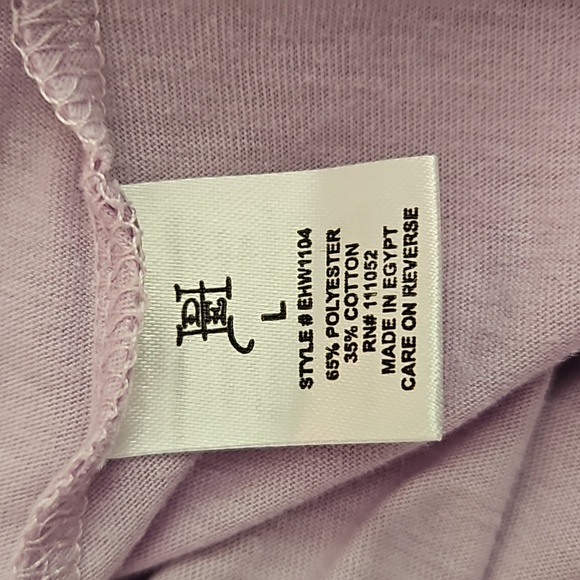 L
STYLE # EHW1104
65% POLYESTER
35% COTTON
RN# 111052
MADE IN EGYPT
CARE ON REVERSE